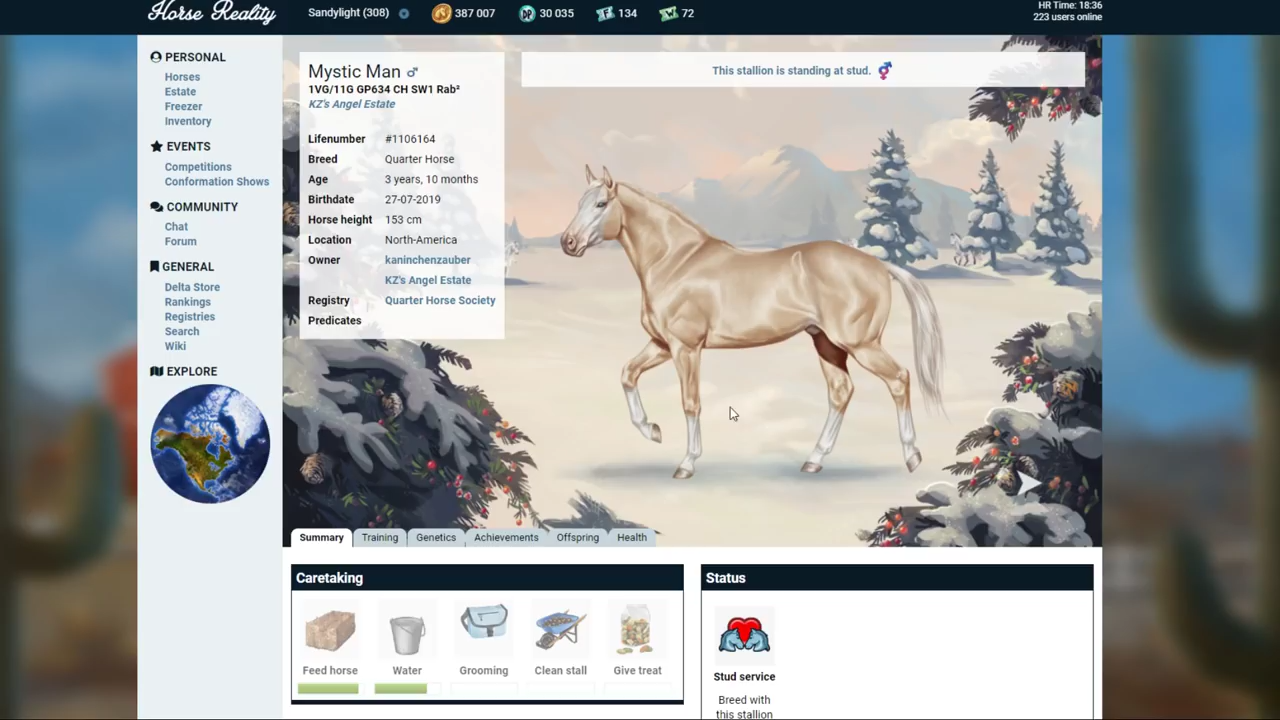 Horse Reality
Sandylight (308)
387 007
30 035
134
72
HR Time: 18:36
223 users online
PERSONAL
Horses
Estate
Freezer
Inventory
EVENTS
Competitions
Conformation Shows
COMMUNITY
Chat
Forum
GENERAL
Delta Store
Rankings
Registries
Search
Wiki
EXPLORE
Mystic Man ♂
1VG/11G GP634 CH SW1 Rab²
KZ's Angel Estate
Lifenumber #1106164
Breed Quarter Horse
Age 3 years, 10 months
Birthdate 27-07-2019
Horse height 153 cm
Location North-America
Owner kaninchenzauber
KZ's Angel Estate
Registry Quarter Horse Society
Predicates
This stallion is standing at stud.
Summary Training Genetics Achievements Offspring Health
Caretaking
Feed horse Water Grooming Clean stall Give treat
Status
Stud service
Breed with
this stallion